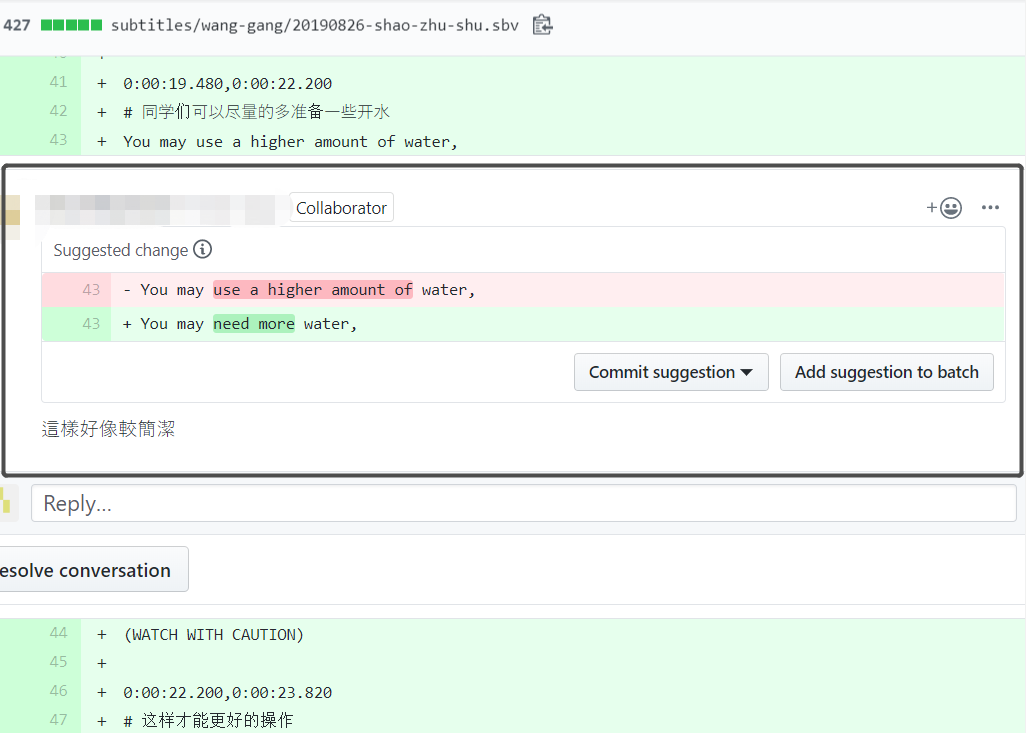 427 subtitles/wang-gang/20190826-shao-zhu-shu.sbv
41 + 0:00:19.480,0:00:22.200
42 + # 同学们可以尽量的多准备一些开水
43 + You may use a higher amount of water,
Collaborator
Suggested change
43 - You may use a higher amount of water,
43 + You may need more water,
Commit suggestion
Add suggestion to batch
這樣好像較簡潔
Reply...
esolve conversation
44 + (WATCH WITH CAUTION)
45 +
46 + 0:00:22.200,0:00:23.820
47 + # 这样才能更好的操作